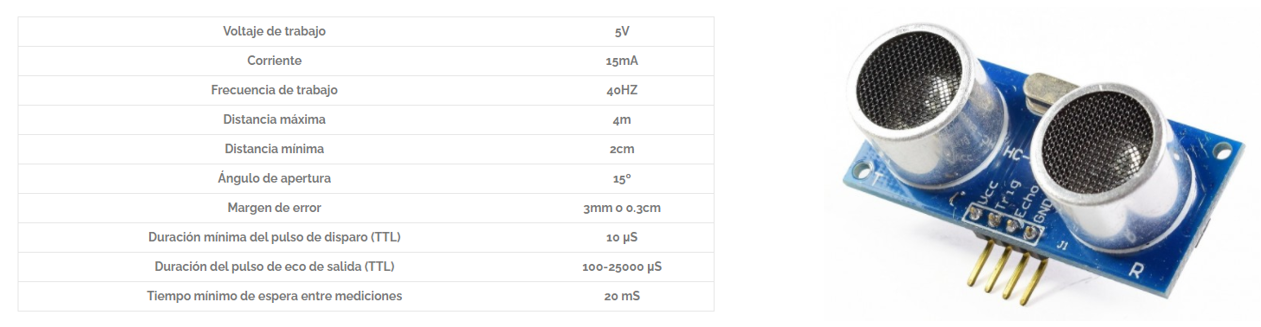 Voltaje de trabajo 5V
Corriente 15mA
Frecuencia de trabajo 40HZ
Distancia máxima 4m
Distancia mínima 2cm
Ángulo de apertura 15º
Margen de error 3mm o 0.3cm
Duración mínima del pulso de disparo (TTL) 10 µS
Duración del pulso de eco de salida (TTL) 100-25000 µS
Tiempo mínimo de espera entre mediciones 20 mS
HC-
T
Vcc
Trig
Echo
GND
J1
R